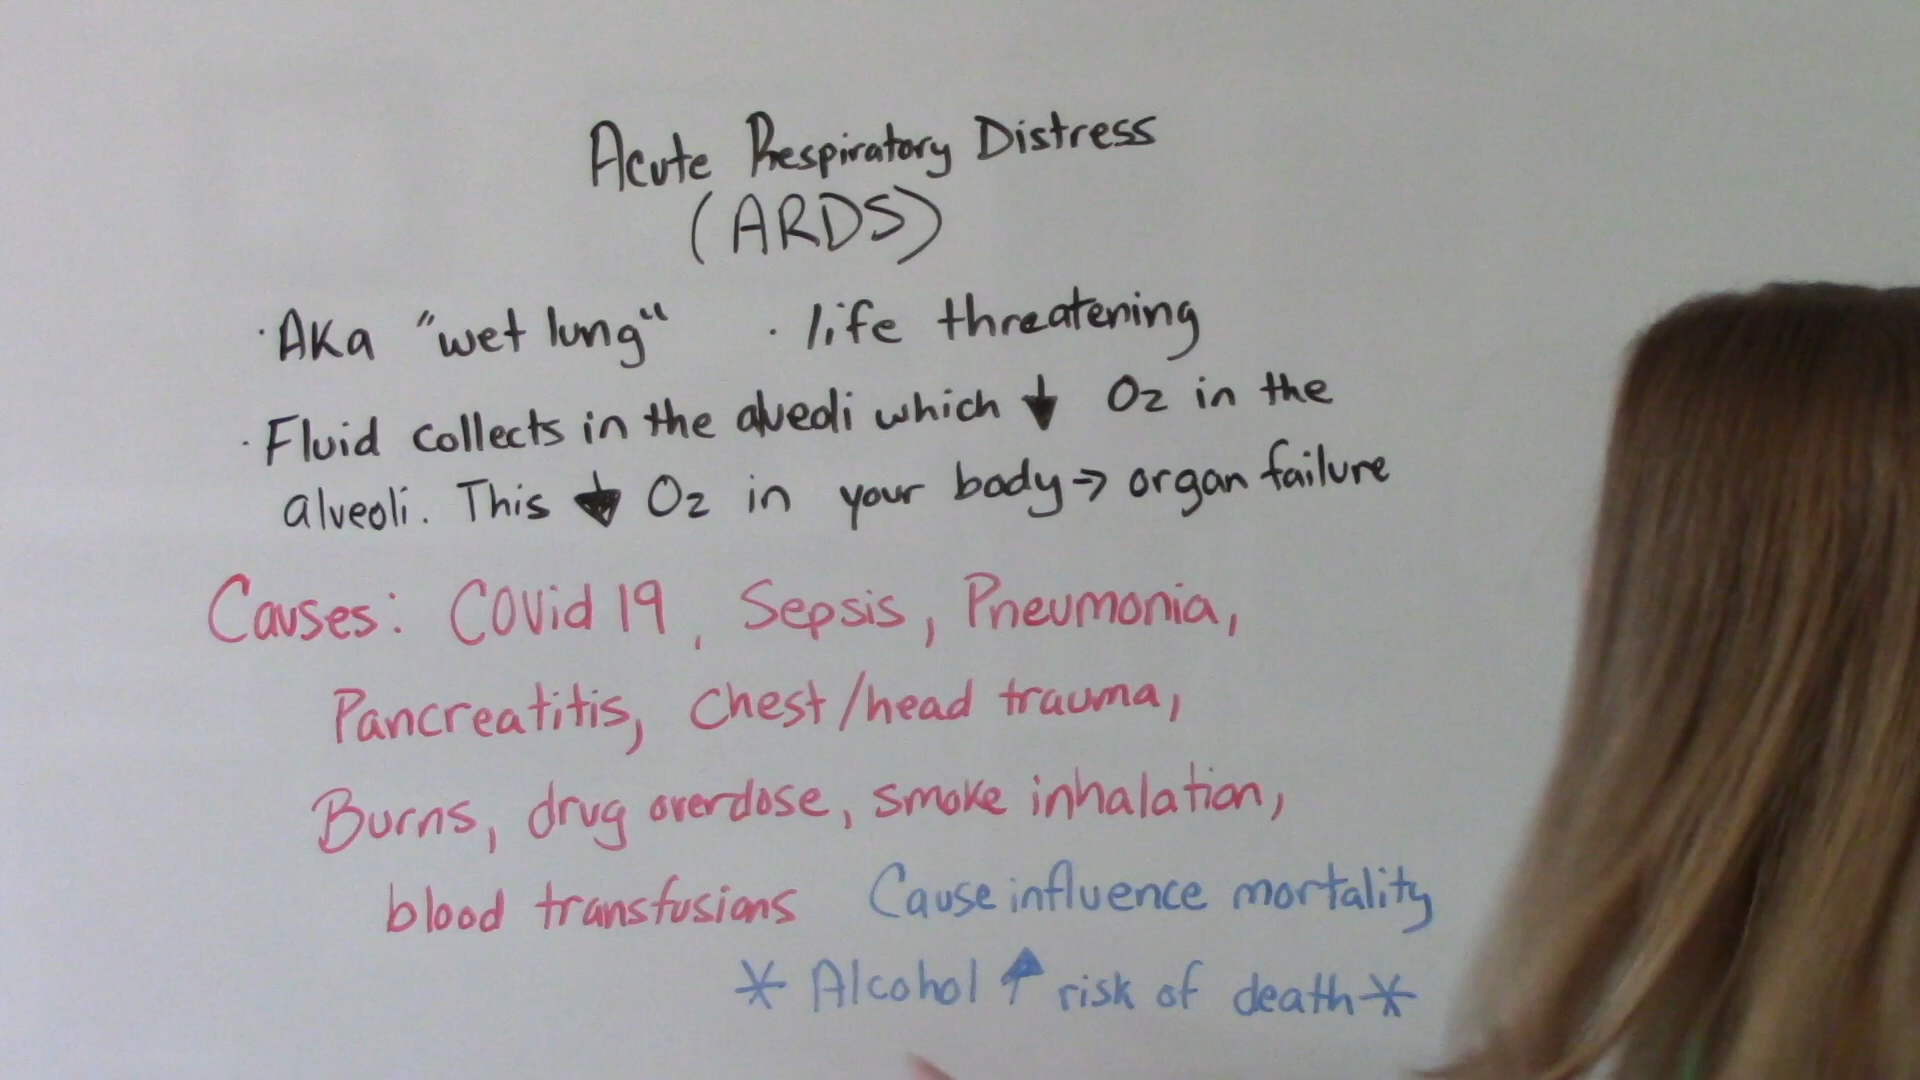 Acute Respiratory Distress
(ARDS)
· AKa "wet lung" · life threatening
· Fluid collects in the alveoli which ↓ O2 in the
alveoli. This ↓ O2 in your body → organ failure
Causes: Covid 19, Sepsis, Pneumonia,
Pancreatitis, Chest/head trauma,
Burns, drug overdose, smoke inhalation,
blood transfusions Cause influence mortality
* Alcohol ↑ risk of death *